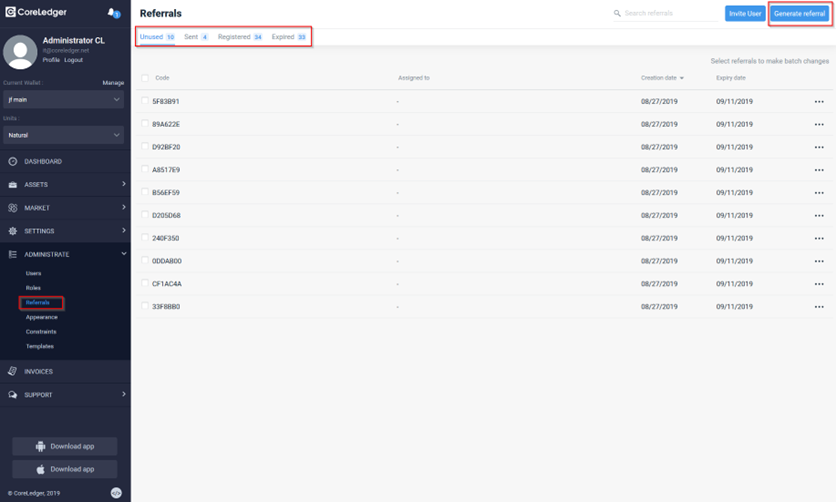 CoreLedger
1
Administrator CL
it@coreledger.net
Profile Logout
Current Wallet : Manage
jf main
Units :
Natural
DASHBOARD
ASSETS
MARKET
SETTINGS
ADMINISTRATE
Users
Roles
Referrals
Appearance
Constraints
Templates
INVOICES
SUPPORT
Download app
Download app
© CoreLedger, 2019 </>
Referrals
Search referrals Invite User Generate referral
Unused 10 Sent 4 Registered 34 Expired 33
Select referrals to make batch changes
Code Assigned to Creation date Expiry date
5F83B91 - 08/27/2019 09/11/2019 •••
89A622E - 08/27/2019 09/11/2019 •••
D92BF20 - 08/27/2019 09/11/2019 •••
A8517E9 - 08/27/2019 09/11/2019 •••
B56EF59 - 08/27/2019 09/11/2019 •••
D205D68 - 08/27/2019 09/11/2019 •••
240F350 - 08/27/2019 09/11/2019 •••
0DDAB00 - 08/27/2019 09/11/2019 •••
CF1AC4A - 08/27/2019 09/11/2019 •••
33F8BB0 - 08/27/2019 09/11/2019 •••